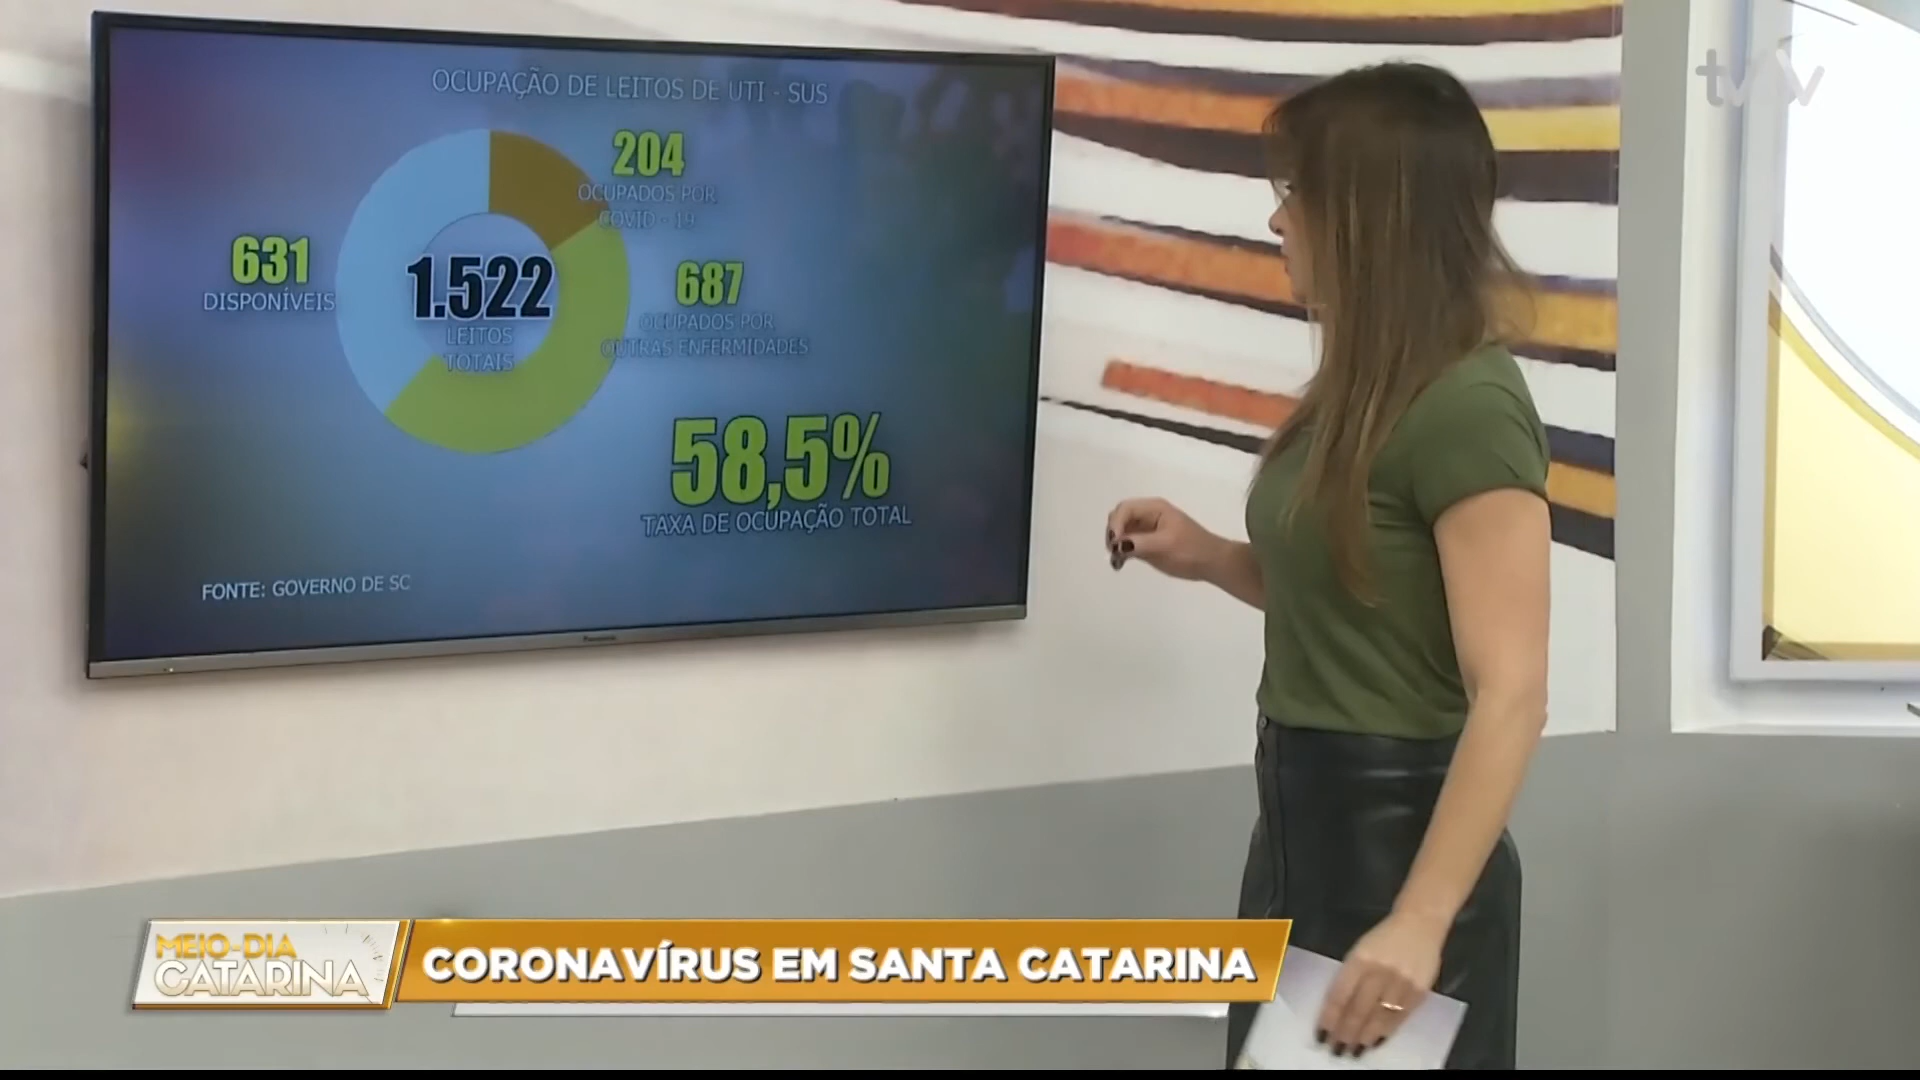 OCUPAÇÃO DE LEITOS DE UTI - SUS
204
OCUPADOS POR
COVID - 19
631
DISPONÍVEIS
1.522
LEITOS
TOTAIS
687
OCUPADOS POR
OUTRAS ENFERMIDADES
58,5%
TAXA DE OCUPAÇÃO TOTAL
FONTE: GOVERNO DE SC
Panasonic
MEIO-DIA
CATARINA
CORONAVÍRUS EM SANTA CATARINA